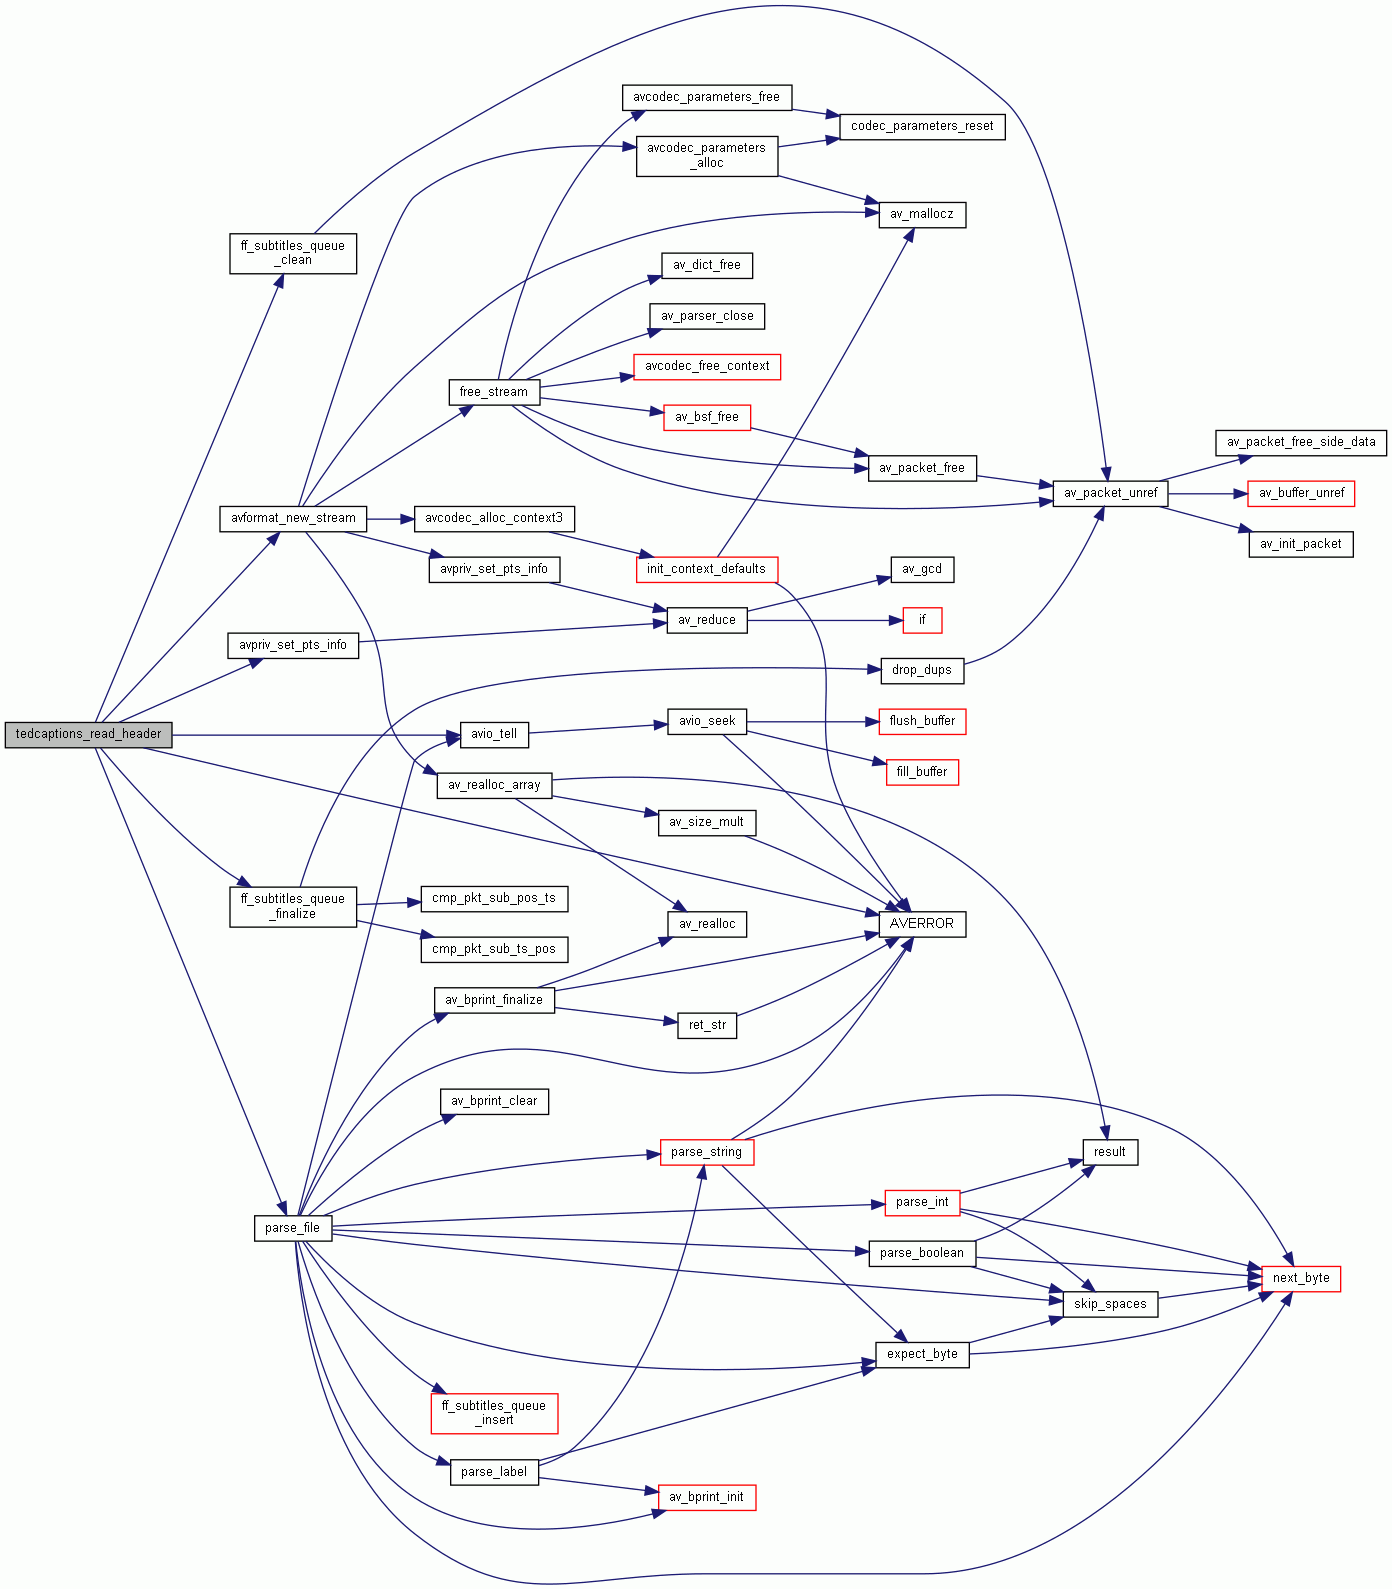 avcodec_parameters_free
codec_parameters_reset
avcodec_parameters
_alloc
av_mallocz
ff_subtitles_queue
_clean
av_dict_free
av_parser_close
avcodec_free_context
free_stream
av_bsf_free
av_packet_free
av_packet_free_side_data
av_packet_unref
av_buffer_unref
avformat_new_stream
avcodec_alloc_context3
av_init_packet
avpriv_set_pts_info
init_context_defaults
av_gcd
av_reduce
if
avpriv_set_pts_info
drop_dups
tedcaptions_read_header
avio_tell
avio_seek
flush_buffer
fill_buffer
av_realloc_array
av_size_mult
ff_subtitles_queue
_finalize
cmp_pkt_sub_pos_ts
av_realloc
AVERROR
cmp_pkt_sub_ts_pos
av_bprint_finalize
ret_str
av_bprint_clear
parse_string
result
parse_int
parse_file
parse_boolean
next_byte
skip_spaces
expect_byte
ff_subtitles_queue
_insert
parse_label
av_bprint_init